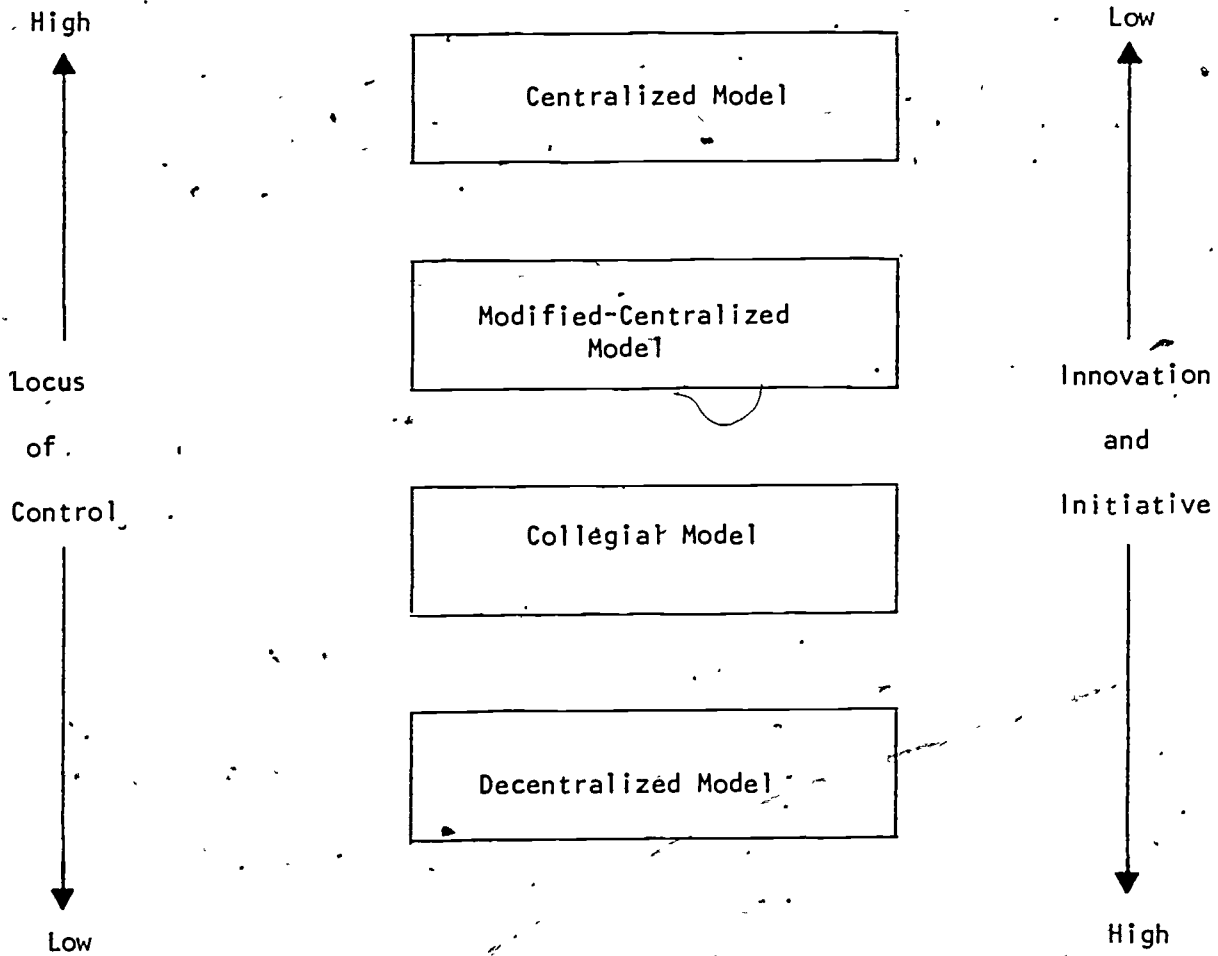 High
Low
Centralized Model
Modified-Centralized
Model
Locus
of
Control
Innovation
and
Initiative
Collegial Model
Decentralized Model
Low
High